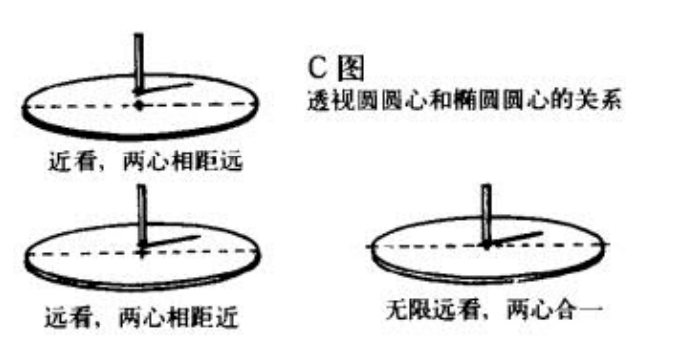 C 图
透视圆圆心和椭圆圆心的关系
近看，两心相距远
远看，两心相距近
无限远看，两心合一